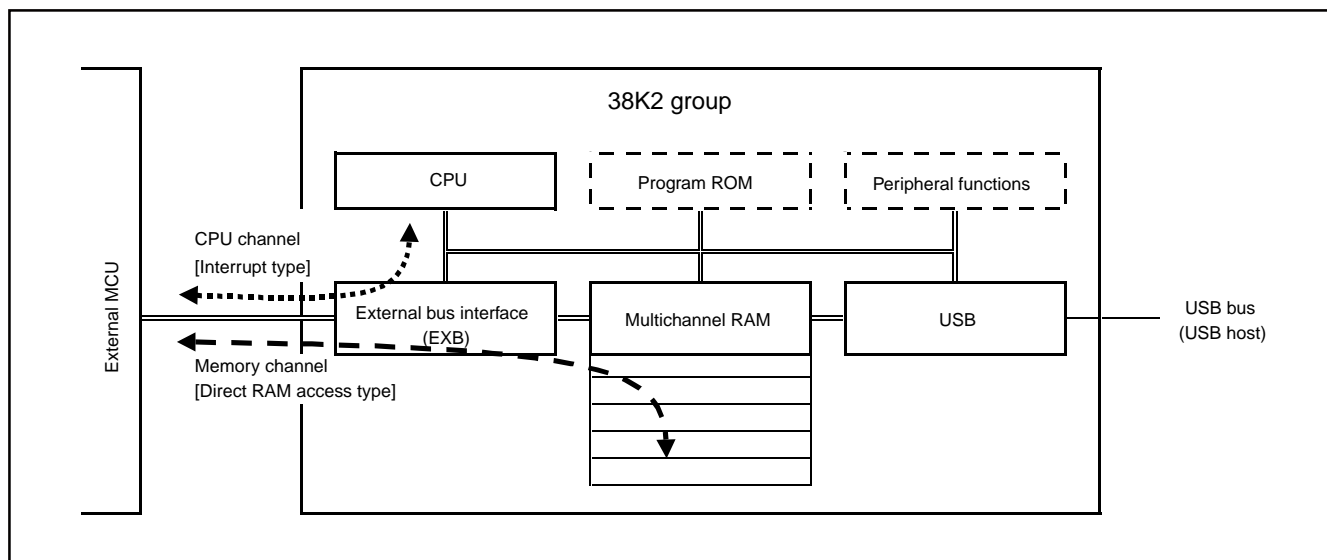 38K2 group
CPU
Program ROM
Peripheral functions
CPU channel
[Interrupt type]
External MCU
External bus interface
(EXB)
Multichannel RAM
USB
USB bus
(USB host)
Memory channel
[Direct RAM access type]